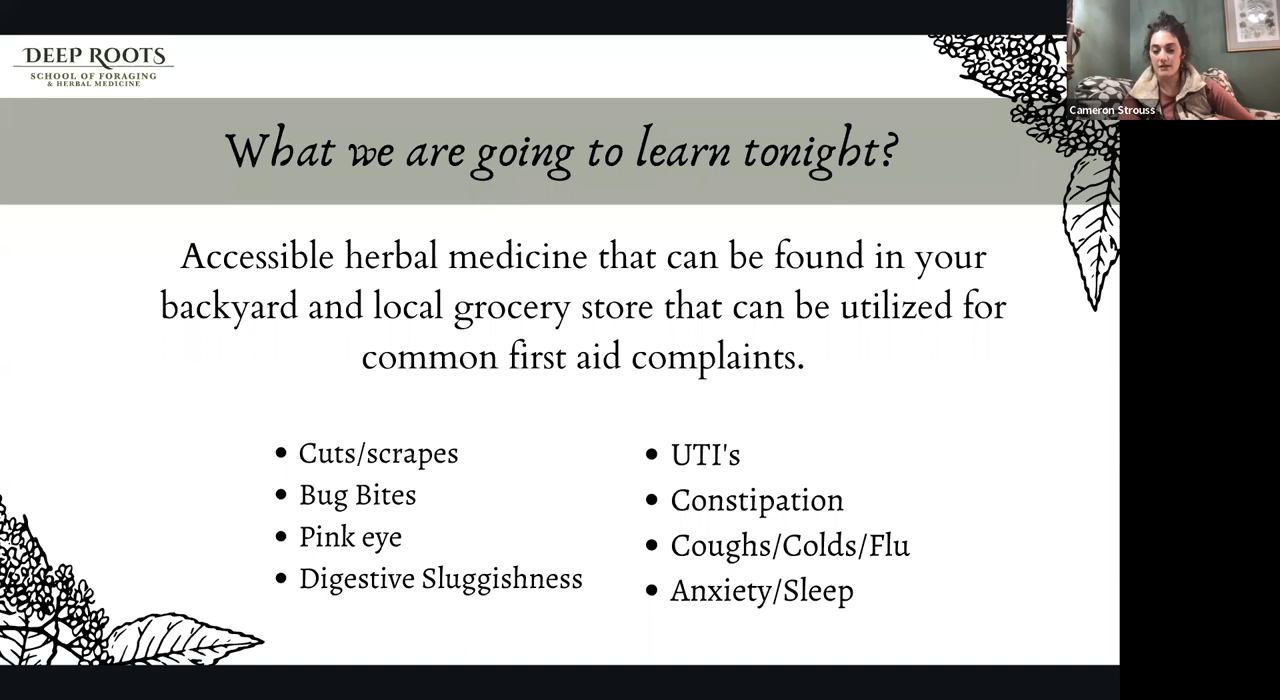 DEEP ROOTS
SCHOOL OF FORAGING
& HERBAL MEDICINE
Cameron Strouss
What we are going to learn tonight?
Accessible herbal medicine that can be found in your
backyard and local grocery store that can be utilized for
common first aid complaints.
• Cuts/scrapes
• Bug Bites
• Pink eye
• Digestive Sluggishness
• UTI's
• Constipation
• Coughs/Colds/Flu
• Anxiety/Sleep